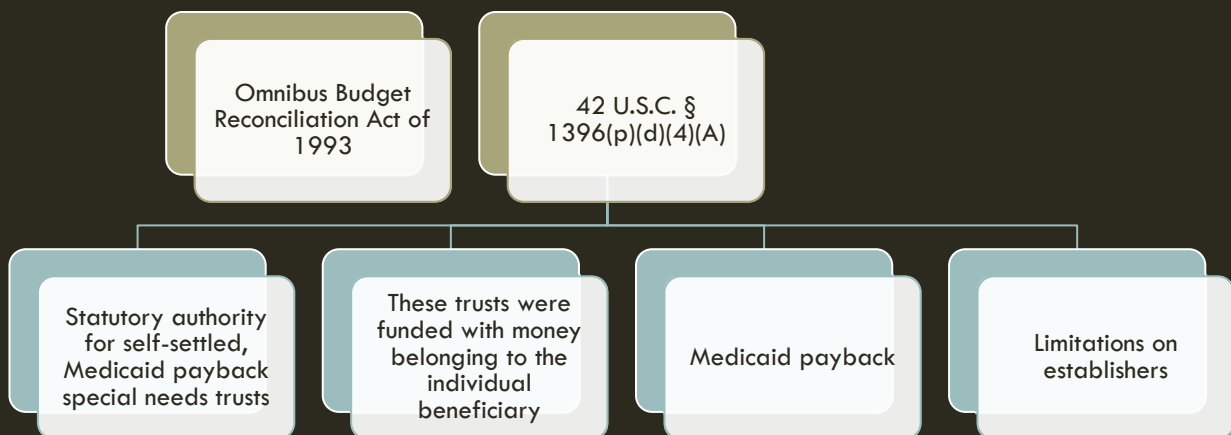 Omnibus Budget
Reconciliation Act of
1993
42 U.S.C. §
1396(p)(d)(4)(A)
Statutory authority
for self-settled,
Medicaid payback
special needs trusts
These trusts were
funded with money
belonging to the
individual
beneficiary
Medicaid payback
Limitations on
establishers